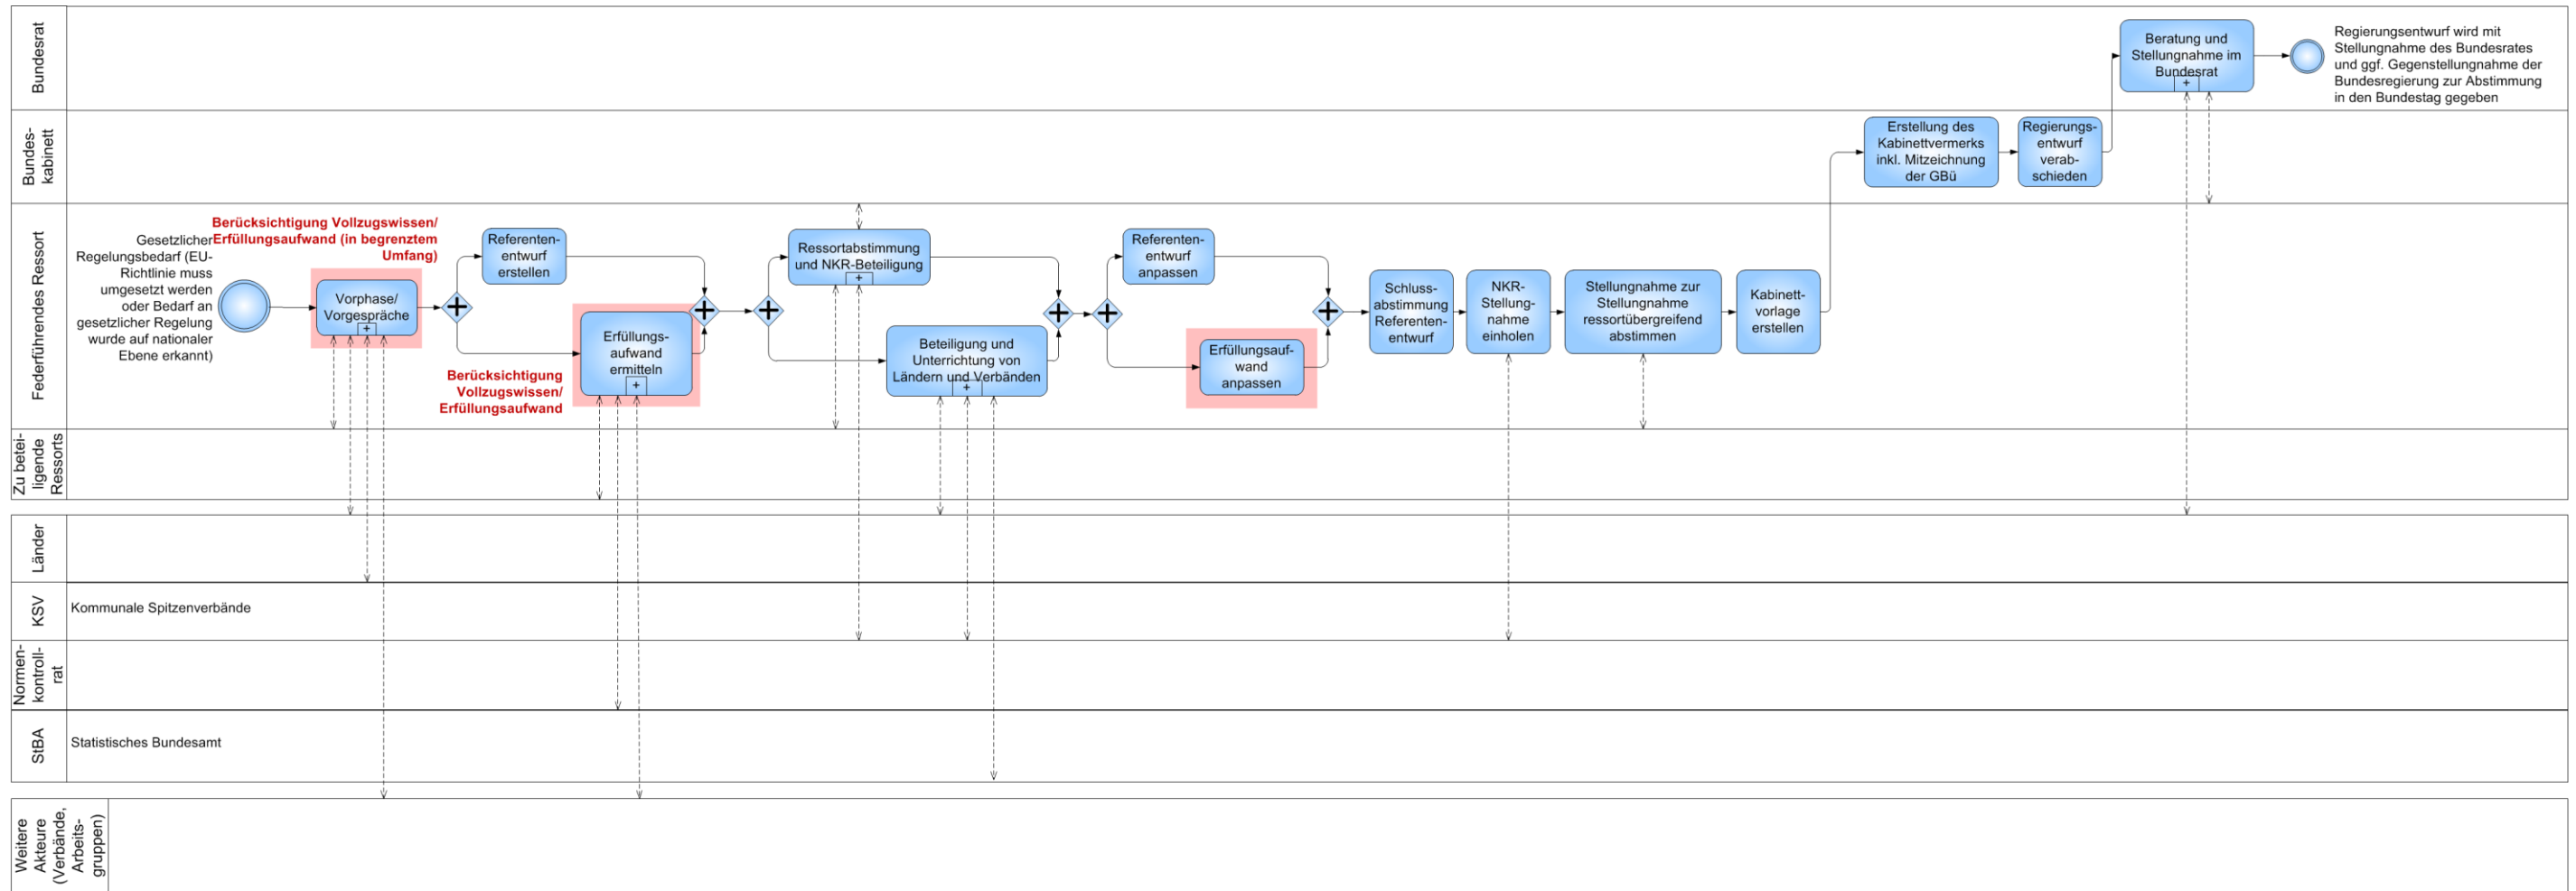 Bundesrat
Beratung und
Stellungnahme im
Bundesrat
+
Regierungsentwurf wird mit
Stellungnahme des Bundesrates
und ggf. Gegenstellungnahme der
Bundesregierung zur Abstimmung
in den Bundestag gegeben
Bundes-
kabinett
Erstellung des
Kabinettvermerks
inkl. Mitzeichnung
der GBü
Regierungs-
entwurf
verab-
schieden
Federführendes Ressort
Gesetzlicher
Regelungsbedarf (EU-
Richtlinie muss
umgesetzt werden
oder Bedarf an
gesetzlicher Regelung
wurde auf nationaler
Ebene erkannt)
Berücksichtigung Vollzugswissen/
Erfüllungsaufwand (in begrenztem
Umfang)
Vorphase/
Vorgespräche
+
Referenten-
entwurf
erstellen
Berücksichtigung
Vollzugswissen/
Erfüllungsaufwand
Erfüllungs-
aufwand
ermitteln
+
Ressortabstimmung
und NKR-Beteiligung
+
Beteiligung und
Unterrichtung von
Ländern und Verbänden
+
Referenten-
entwurf
anpassen
Erfüllungsauf-
wand
anpassen
Schluss-
abstimmung
Referenten-
entwurf
NKR-
Stellung-
nahme
einholen
Stellungnahme zur
Stellungnahme
ressortübergreifend
abstimmen
Kabinett-
vorlage
erstellen
Zu betei-
ligende
Ressorts
Länder
KSV
Kommunale Spitzenverbände
Normen-
kontroll-
rat
StBA
Statistisches Bundesamt
Weitere
Akteure
(Verbände,
Arbeits-
gruppen)